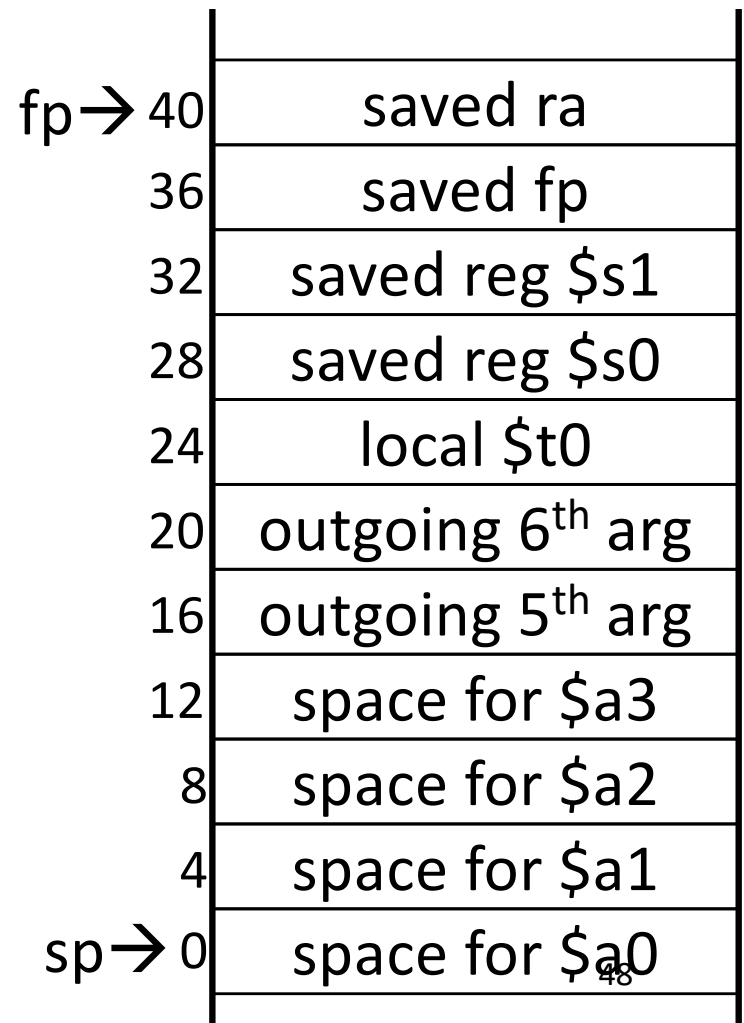 fp→ 40 saved ra
36 saved fp
32 saved reg $s1
28 saved reg $s0
24 local $t0
20 outgoing 6th arg
16 outgoing 5th arg
12 space for $a3
8 space for $a2
4 space for $a1
sp→ 0 space for $a0
48